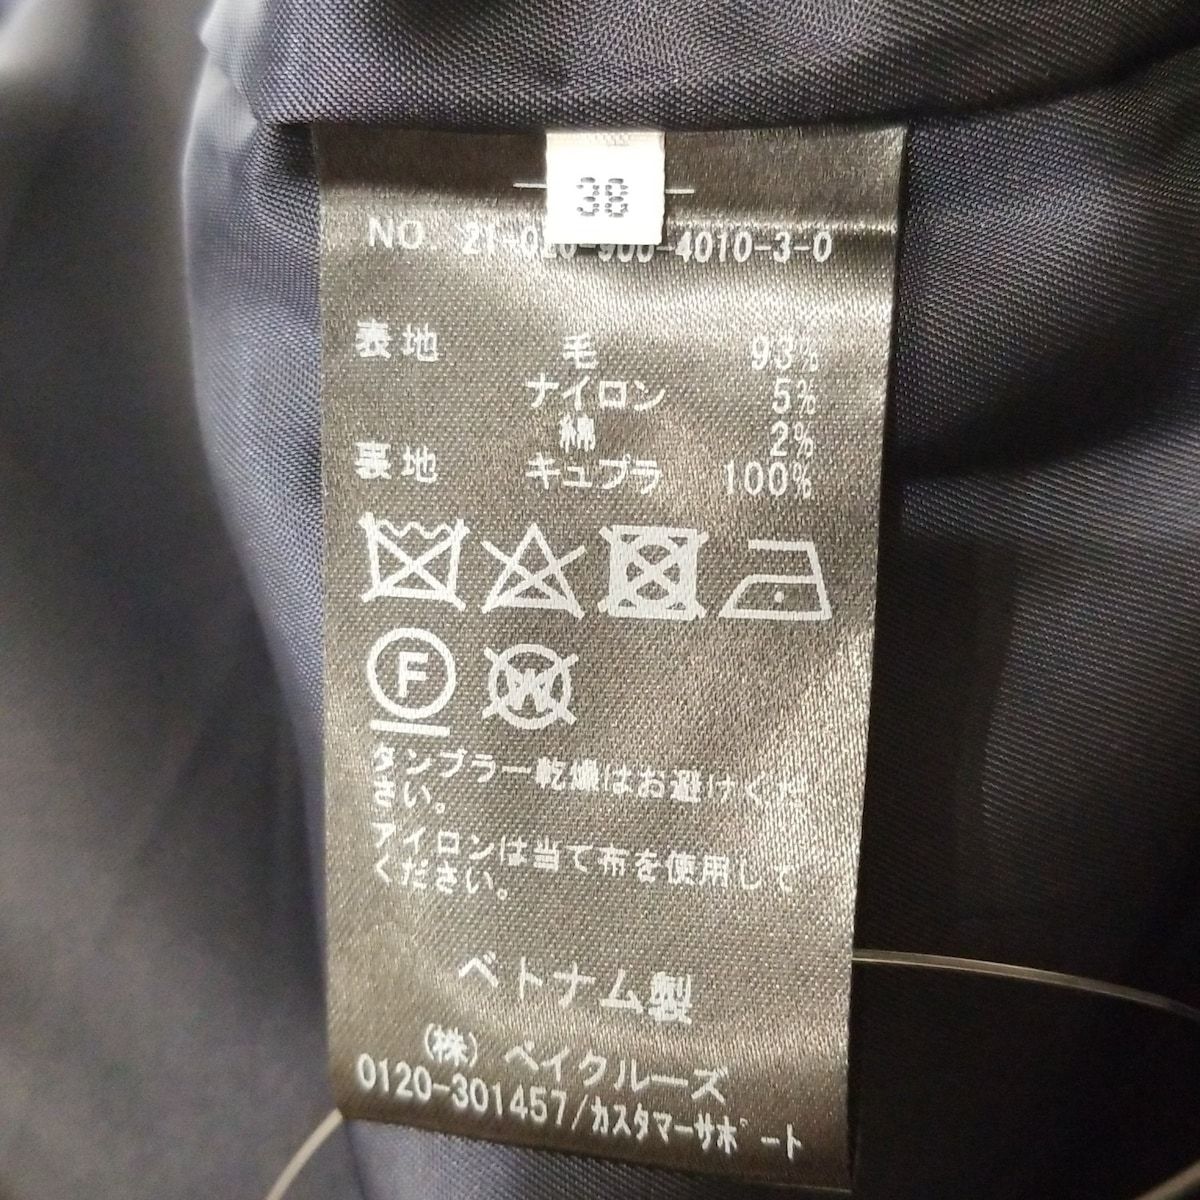 38
NO. 21-020-900-4010-3-0
表地 毛 93%
ナイロン 5%
綿 2%
裏地 キュプラ 100%
F W
タンブラー乾燥はお避けくだ
さい。
アイロンは当て布を使用して
ください。
ベトナム製
(株) ベイクルーズ
0120-301457/カスタマーサポート